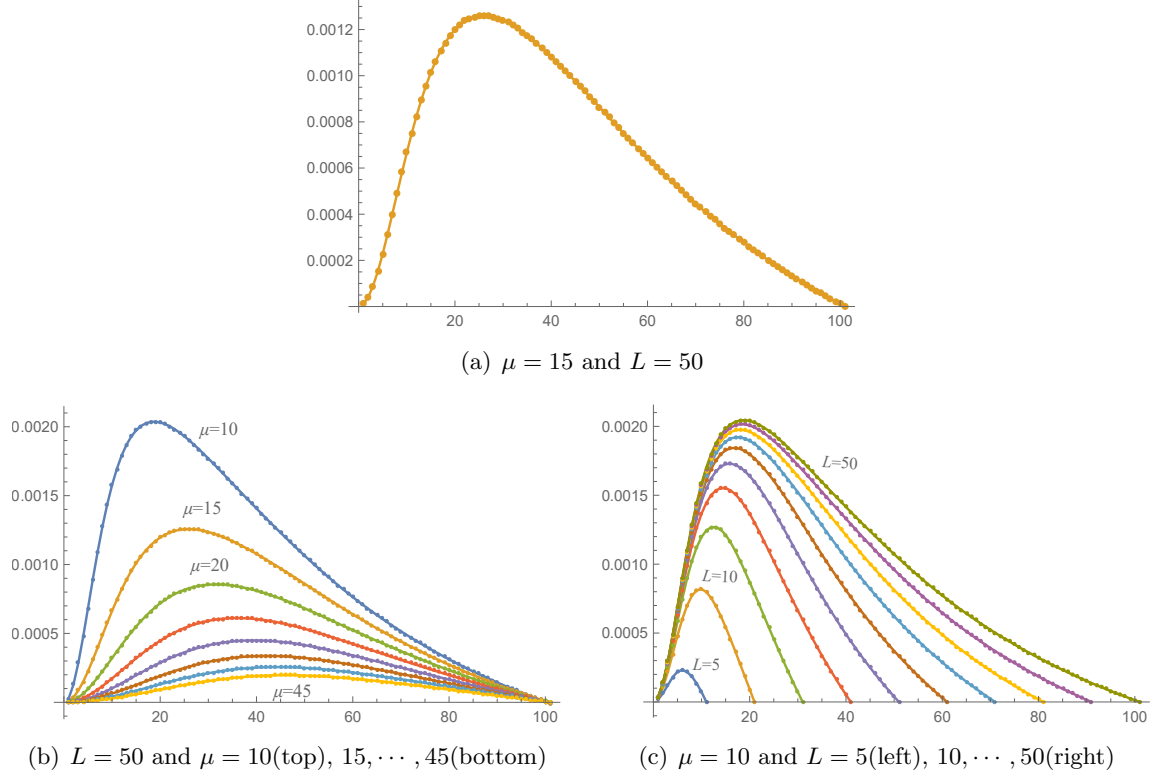 0.0012
0.0010
0.0008
0.0006
0.0004
0.0002
20 40 60 80 100
(a) μ = 15 and L = 50
0.0020
0.0015
0.0010
0.0005
μ=10
μ=15
μ=20
μ=45
20 40 60 80 100
(b) L = 50 and μ = 10(top), 15, ⋯ , 45(bottom)
0.0020
0.0015
0.0010
0.0005
L=50
L=10
L=5
20 40 60 80 100
(c) μ = 10 and L = 5(left), 10, ⋯ , 50(right)